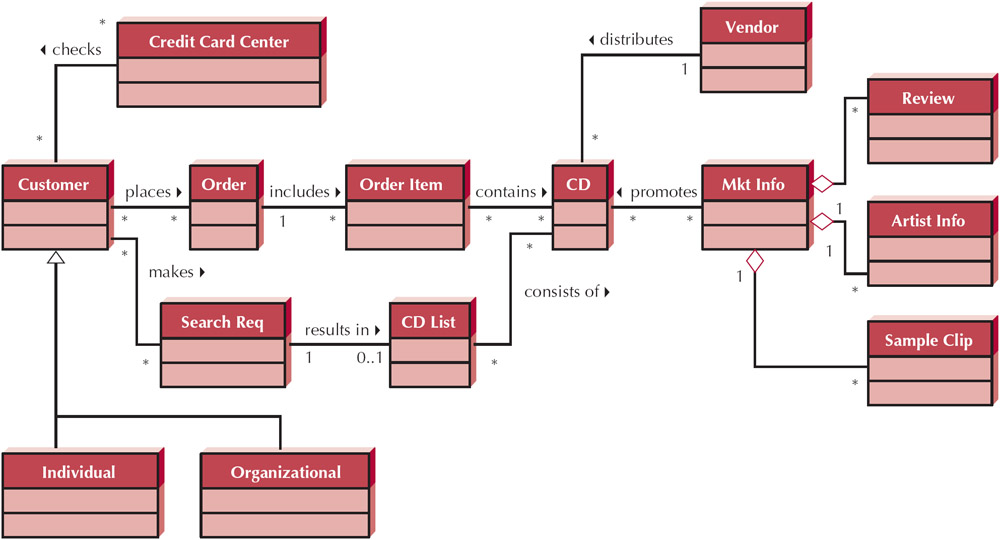 *
Credit Card Center
checks
*
distributes
1
Vendor
*
Review
*
Customer
places
*
*
Order
includes
1
*
Order Item
contains
*
*
CD
promotes
*
*
Mkt Info
1
Artist Info
1
*
*
makes
*
Search Req
results in
1
0..1
CD List
*
*
consists of
1
Sample Clip
*
Individual
Organizational